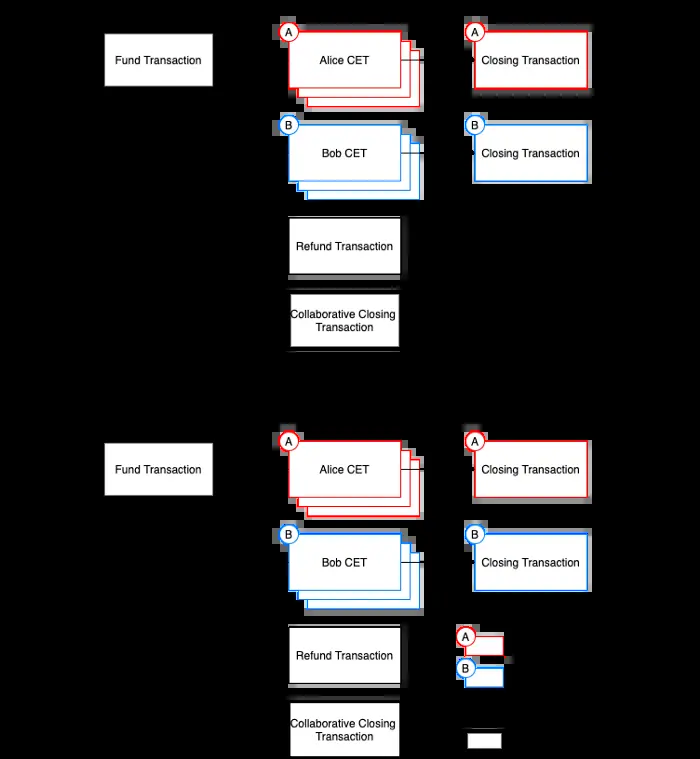 A
A
Fund Transaction
Alice CET
Closing Transaction
B
B
Bob CET
Closing Transaction
Refund Transaction
Collaborative Closing
Transaction
A
A
Fund Transaction
Alice CET
Closing Transaction
B
B
Bob CET
Closing Transaction
A
Refund Transaction
B
Collaborative Closing
Transaction